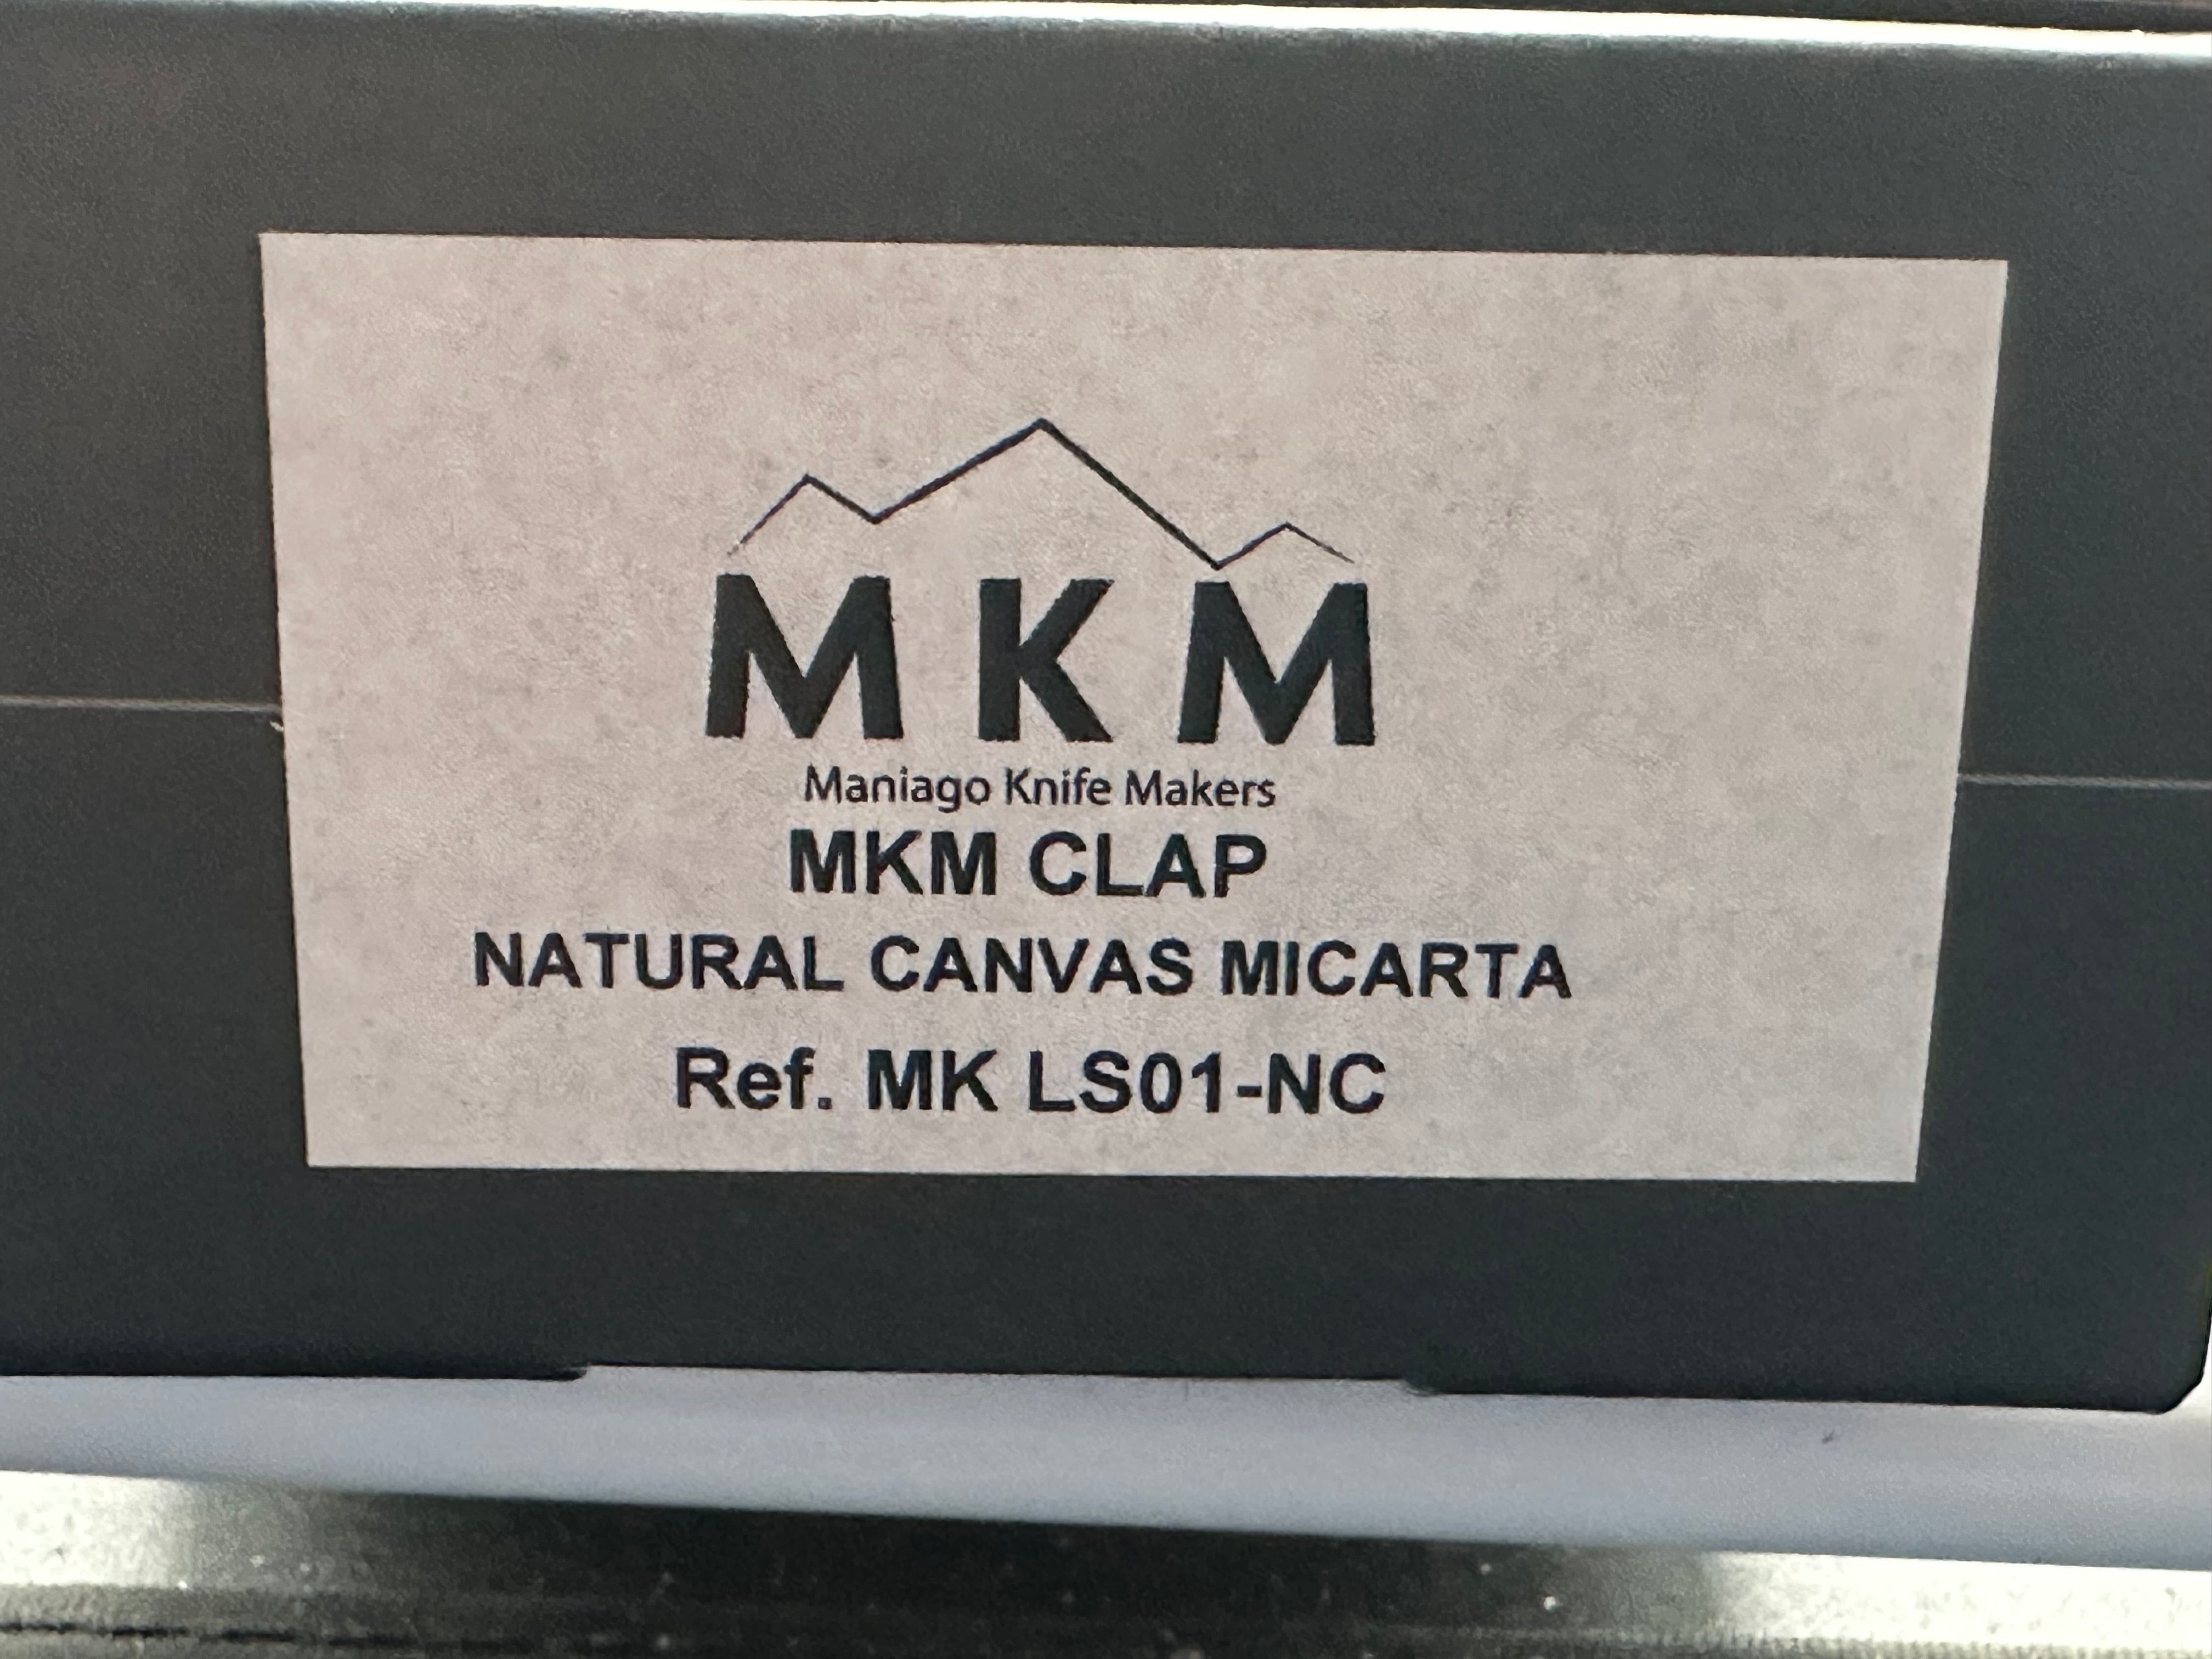 MKM
Maniago Knife Makers
MKM CLAP
NATURAL CANVAS MICARTA
Ref. MK LS01-NC